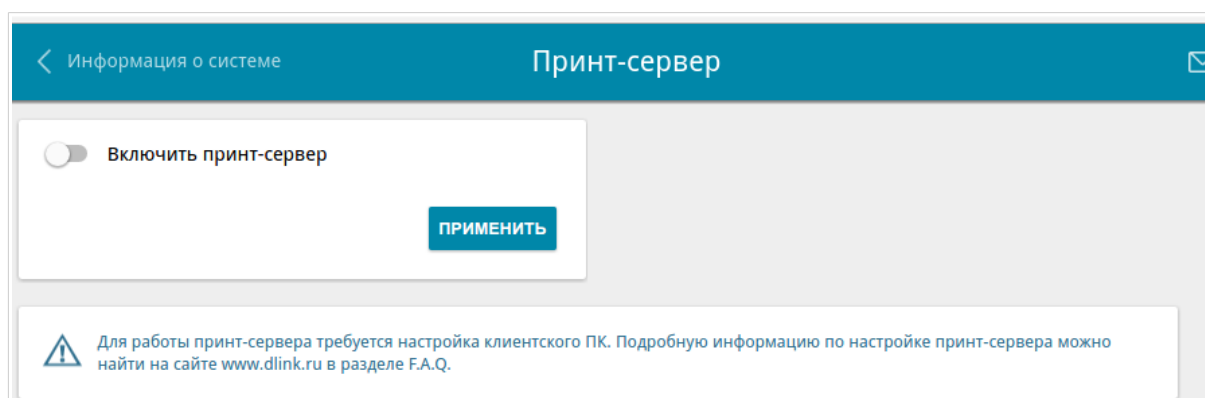 Информация о системе
Принт-сервер
Включить принт-сервер
ПРИМЕНИТЬ
Для работы принт-сервера требуется настройка клиентского ПК. Подробную информацию по настройке принт-сервера можно
найти на сайте www.dlink.ru в разделе F.A.Q.